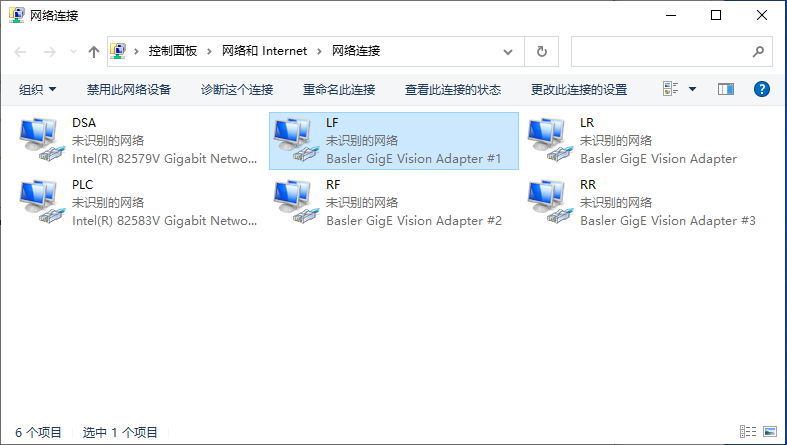 网络连接
控制面板 > 网络和 Internet > 网络连接
组织 禁用此网络设备 诊断这个连接 重命名此连接 查看此连接的状态 更改此连接的设置 ?
DSA
未识别的网络
Intel(R) 82579V Gigabit Netwo...
LF
未识别的网络
Basler GigE Vision Adapter #1
LR
未识别的网络
Basler GigE Vision Adapter
PLC
未识别的网络
Intel(R) 82583V Gigabit Netwo...
RF
未识别的网络
Basler GigE Vision Adapter #2
RR
未识别的网络
Basler GigE Vision Adapter #3
6 个项目 选中 1 个项目